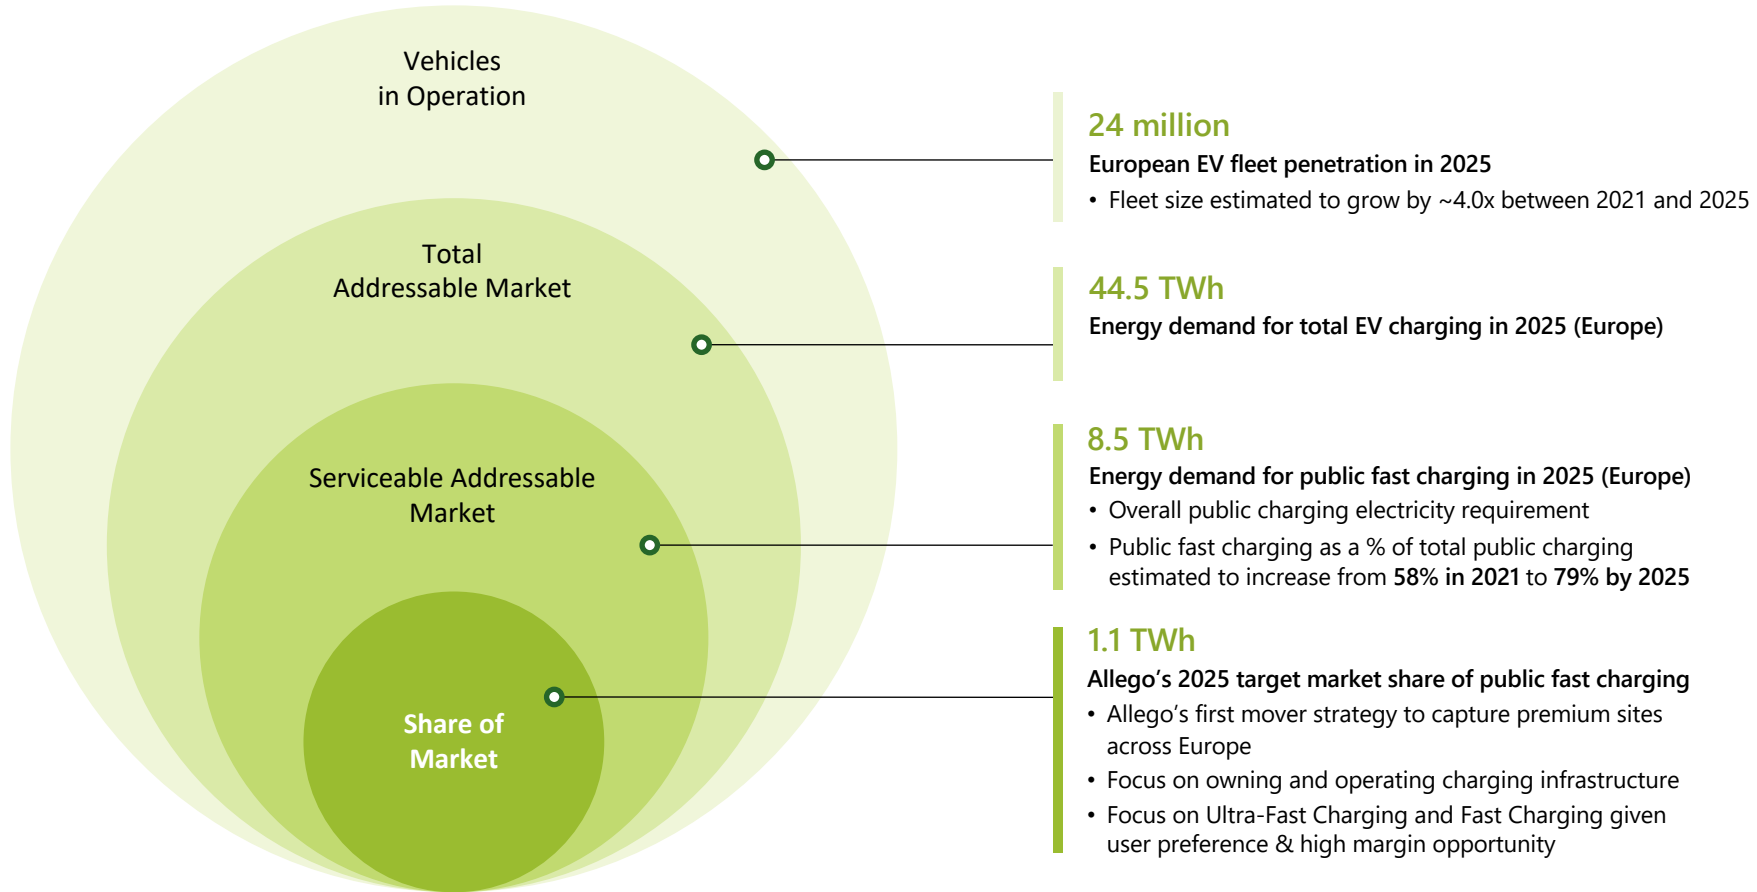 Vehicles
in Operation
Total
Addressable Market
Serviceable Addressable
Market
Share of
Market
24 million
European EV fleet penetration in 2025
• Fleet size estimated to grow by ~4.0x between 2021 and 2025
44.5 TWh
Energy demand for total EV charging in 2025 (Europe)
8.5 TWh
Energy demand for public fast charging in 2025 (Europe)
• Overall public charging electricity requirement
• Public fast charging as a % of total public charging
estimated to increase from 58% in 2021 to 79% by 2025
1.1 TWh
Allego’s 2025 target market share of public fast charging
• Allego’s first mover strategy to capture premium sites
across Europe
• Focus on owning and operating charging infrastructure
• Focus on Ultra-Fast Charging and Fast Charging given
user preference & high margin opportunity